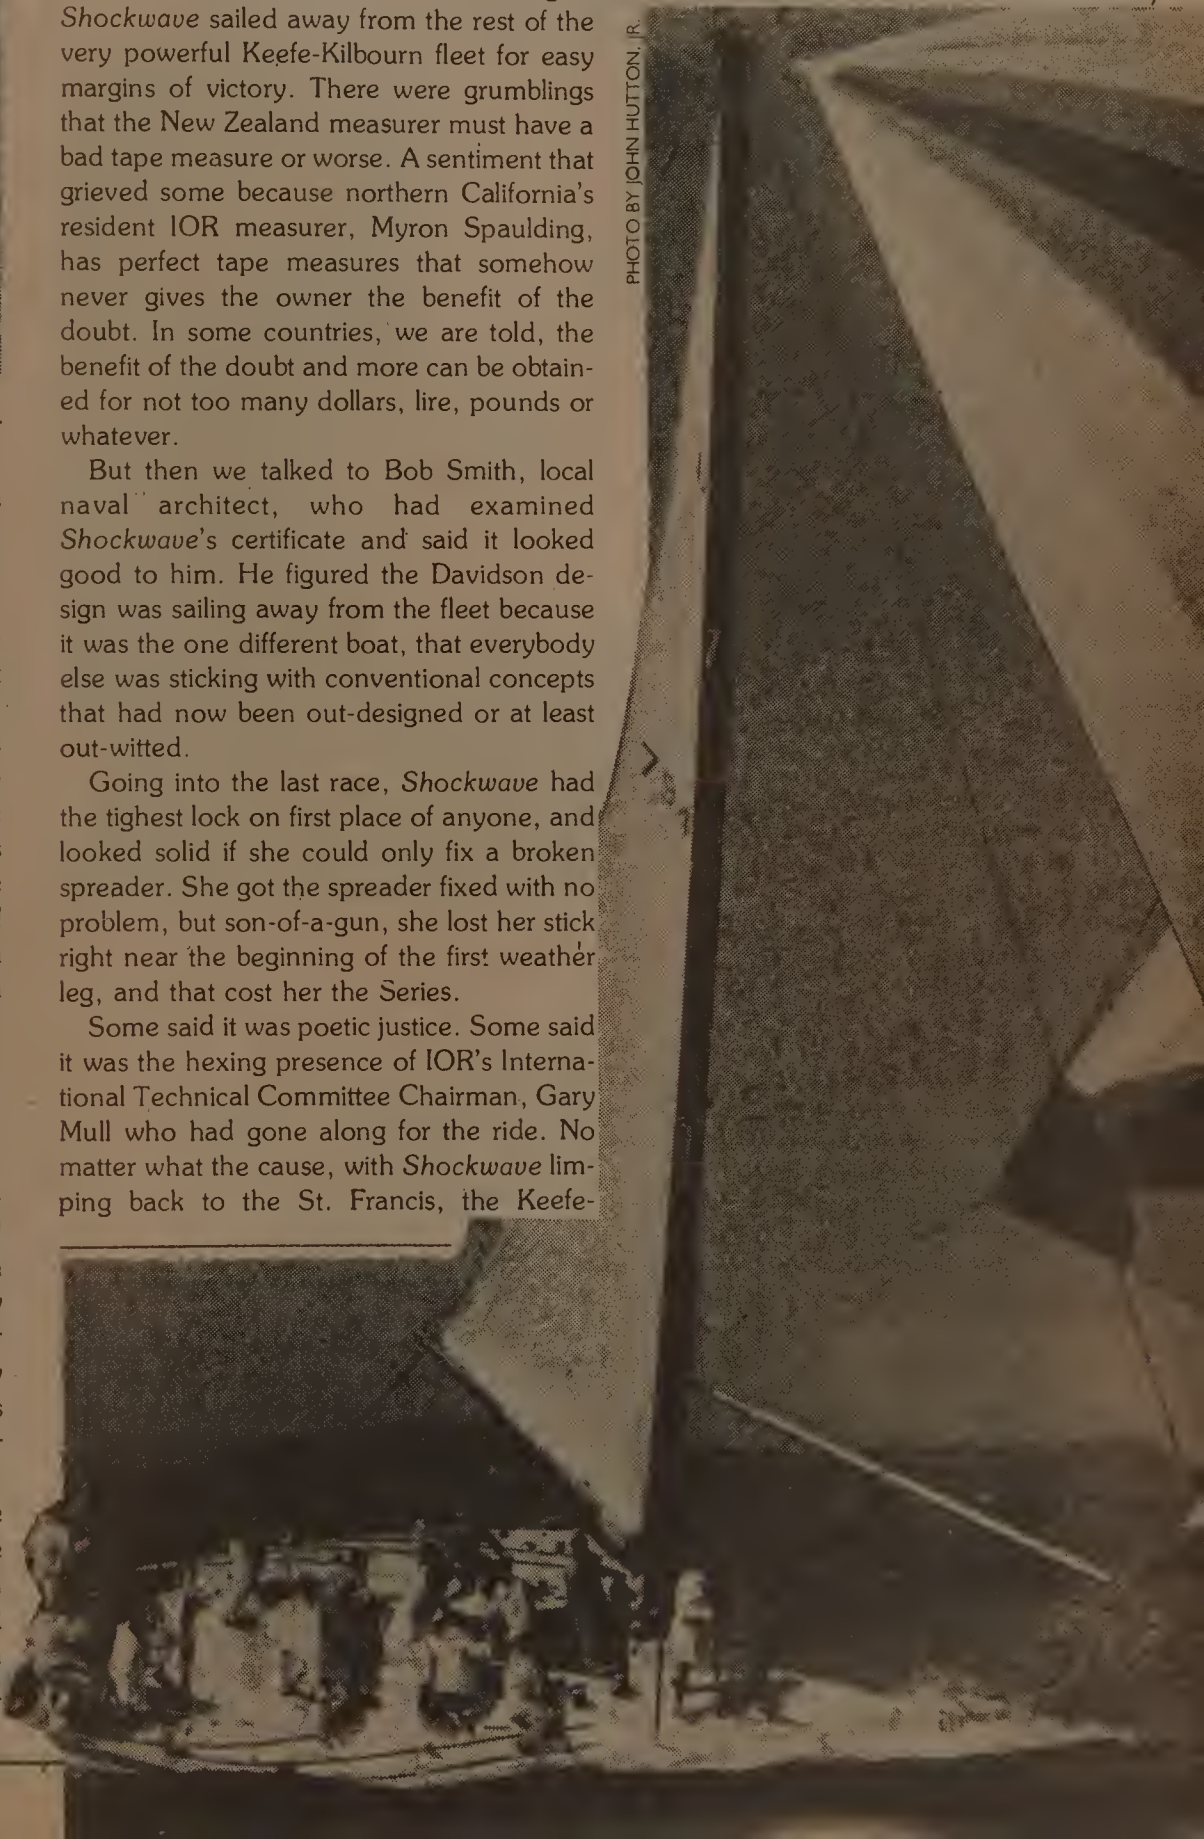 Shockwave sailed away from the rest of the
very powerful Keefe-Kilbourn fleet for easy
margins of victory. There were grumblings
that the New Zealand measurer must have a
bad tape measure or worse. A sentiment that
grieved some because northern California's
resident IOR measurer, Myron Spaulding,
has perfect tape measures that somehow
never gives the owner the benefit of the
doubt. In some countries, we are told, the
benefit of the doubt and more can be obtain-
ed for not too many dollars, lire, pounds or
whatever.
But then we talked to Bob Smith, local
naval architect, who had examined
Shockwave's certificate and said it looked
good to him. He figured the Davidson de-
sign was sailing away from the fleet because
it was the one different boat, that everybody
else was sticking with conventional concepts
that had now been out-designed or at least
out-witted.
Going into the last race, Shockwave had
the tighest lock on first place of anyone, and
looked solid if she could only fix a broken
spreader. She got the spreader fixed with no
problem, but son-of-a-gun, she lost her stick
right near the beginning of the first weather
leg, and that cost her the Series.
Some said it was poetic justice. Some said
it was the hexing presence of IOR's Interna-
tional Technical Committee Chairman, Gary
Mull who had gone along for the ride. No
matter what the cause, with Shockwave lim-
ping back to the St. Francis, the Keefe-
PHOTO BY JOHN HUTTON, JR.